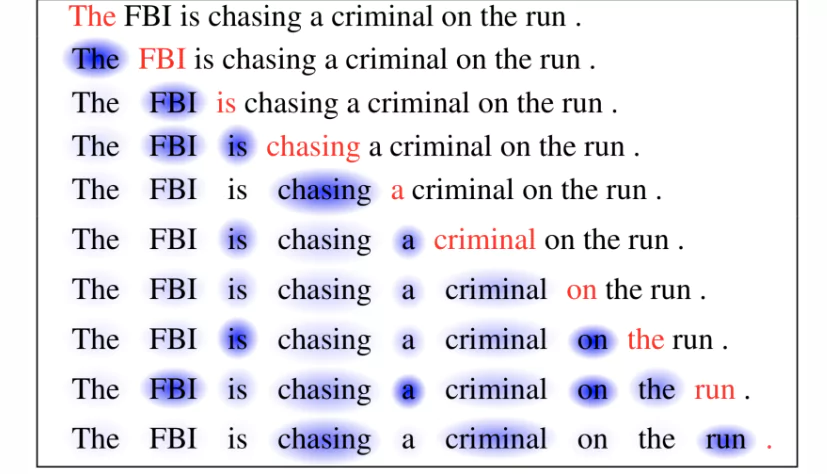 The FBI is chasing a criminal on the run .
The FBI is chasing a criminal on the run .
The FBI is chasing a criminal on the run .
The FBI is chasing a criminal on the run .
The FBI is chasing a criminal on the run .
The FBI is chasing a criminal on the run .
The FBI is chasing a criminal on the run .
The FBI is chasing a criminal on the run .
The FBI is chasing a criminal on the run .
The FBI is chasing a criminal on the run .